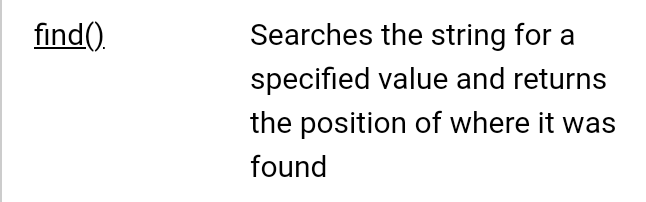 find() Searches the string for a
specified value and returns
the position of where it was
found